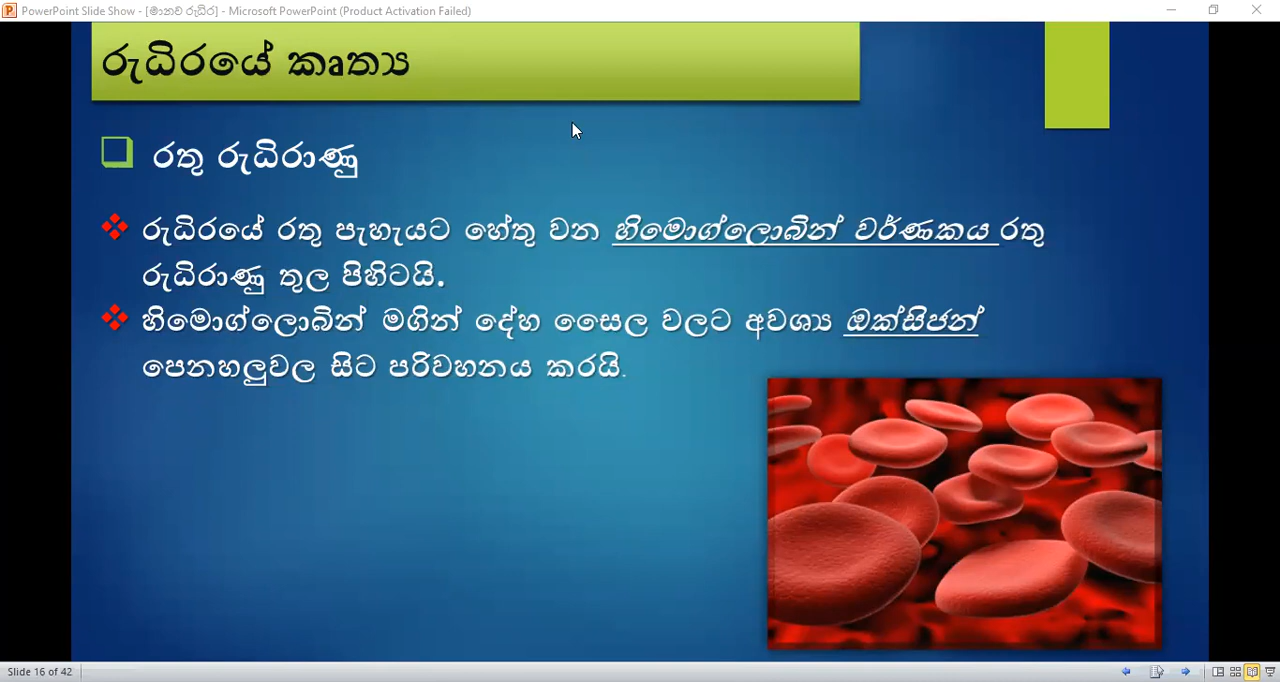 PowerPoint Slide Show - [මානව රුධිර] - Microsoft PowerPoint (Product Activation Failed)
රුධිරයේ කෘත්‍ය
රතු රුධිරාණු
රුධිරයේ රතු පැහැයට හේතු වන හිමොග්ලොබින් වර්ණකය රතු
රුධිරාණු තුල පිහිටයි.
හිමොග්ලොබින් මගින් දේහ සෛල වලට අවශ්‍ය ඔක්සිජන්
පෙනහලුවල සිට පරිවහනය කරයි.
Slide 16 of 42